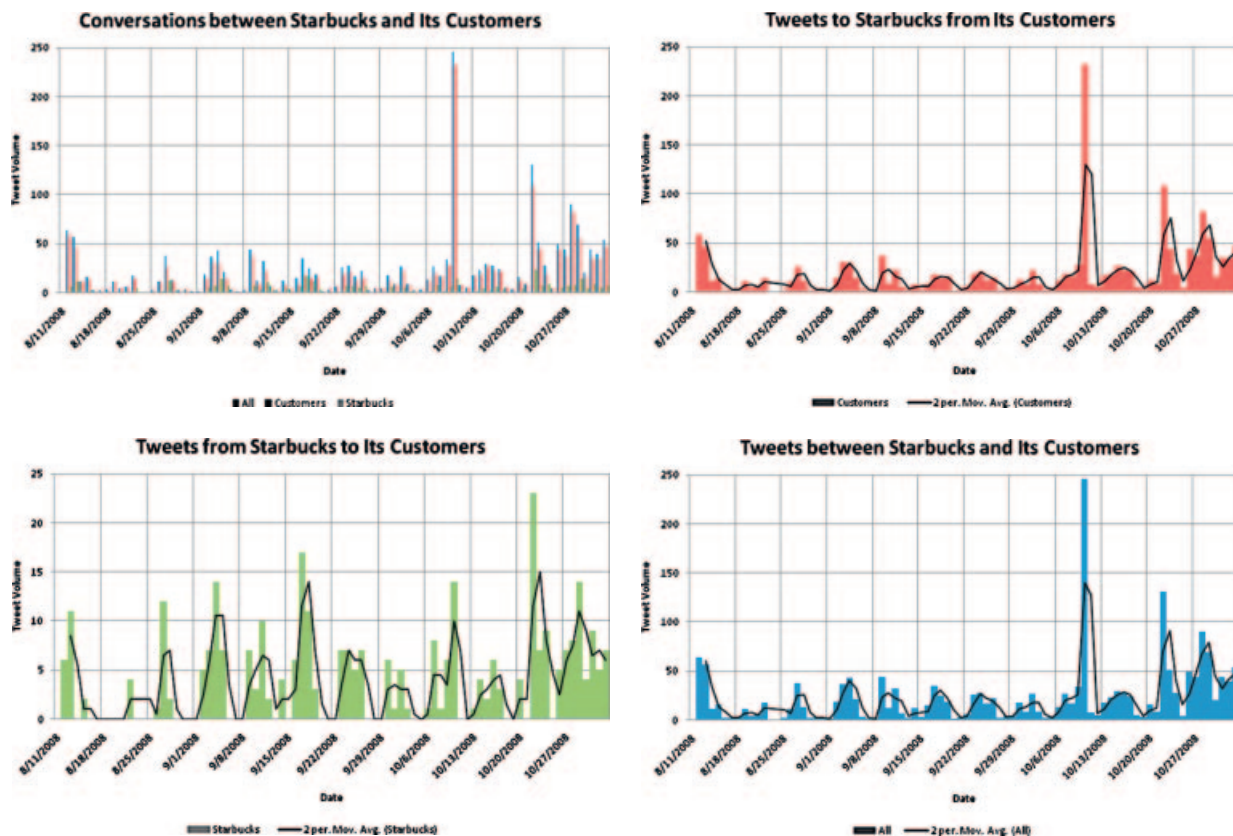 Conversations between Starbucks and Its Customers
250
200
150
100
50
0
Tweet Volume
8/11/2008 8/18/2008 8/25/2008 9/1/2008 9/8/2008 9/15/2008 9/22/2008 9/29/2008 10/6/2008 10/13/2008 10/20/2008 10/27/2008
Date
All Customers Starbucks
Tweets to Starbucks from Its Customers
250
200
150
100
50
0
Tweet Volume
8/11/2008 8/18/2008 8/25/2008 9/1/2008 9/8/2008 9/15/2008 9/22/2008 9/29/2008 10/6/2008 10/13/2008 10/20/2008 10/27/2008
Date
Customers 2 per. Mov. Avg. (Customers)
Tweets from Starbucks to Its Customers
25
20
15
10
5
0
Tweet Volume
8/11/2008 8/18/2008 8/25/2008 9/1/2008 9/8/2008 9/15/2008 9/22/2008 9/29/2008 10/6/2008 10/13/2008 10/20/2008 10/27/2008
Date
Starbucks 2 per. Mov. Avg. (Starbucks)
Tweets between Starbucks and Its Customers
250
200
150
100
50
0
Tweet Volume
8/11/2008 8/18/2008 8/25/2008 9/1/2008 9/8/2008 9/15/2008 9/22/2008 9/29/2008 10/6/2008 10/13/2008 10/20/2008 10/27/2008
Date
All 2 per. Mov. Avg. (All)